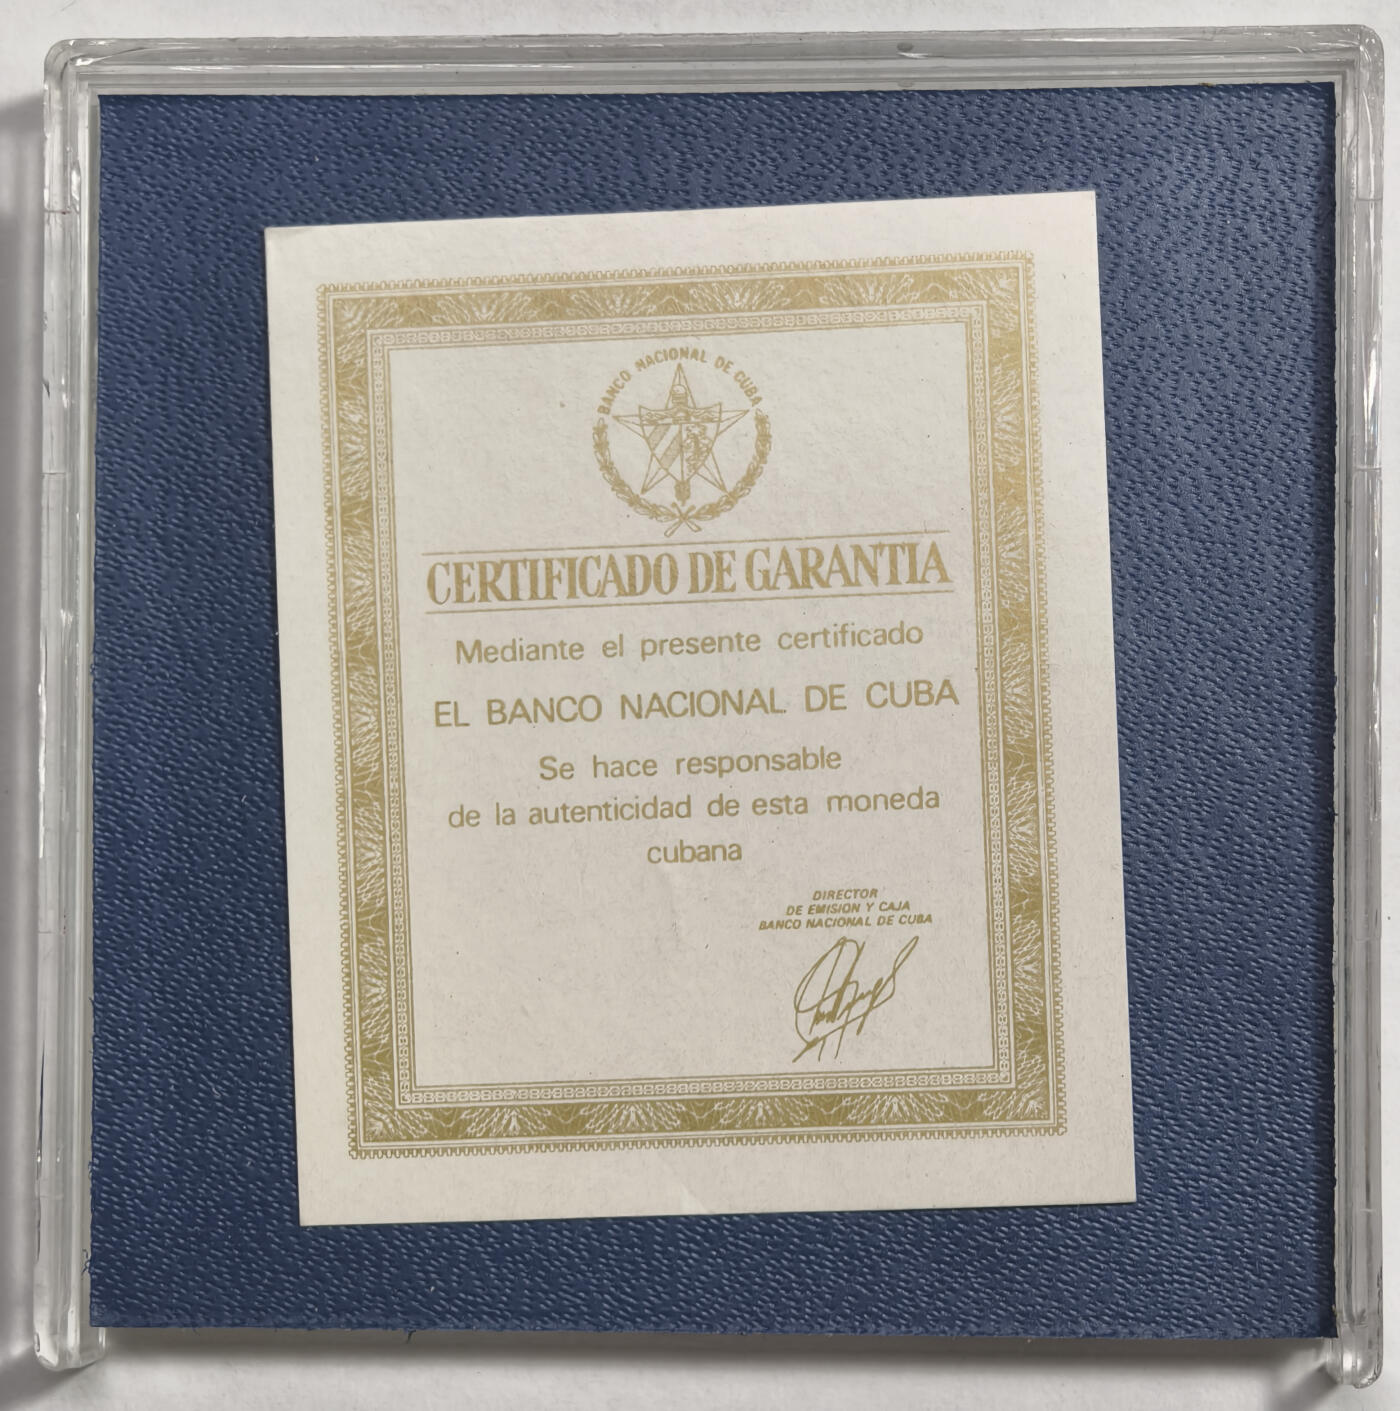 BANCO NACIONAL DE CUBA
CERTIFICADO DE GARANTIA
Mediante el presente certificado
EL BANCO NACIONAL DE CUBA
Se hace responsable
de la autenticidad de esta moneda
cubana
DIRECTOR
DE EMISION Y CAJA
BANCO NACIONAL DE CUBA